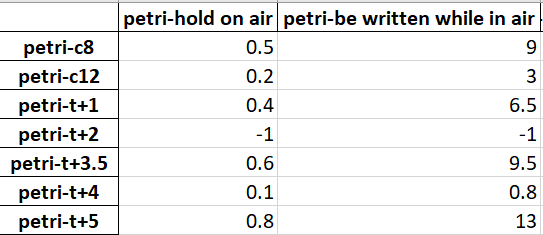 petri-hold on air petri-be written while in air
petri-c8 0.5 9
petri-c12 0.2 3
petri-t+1 0.4 6.5
petri-t+2 -1 -1
petri-t+3.5 0.6 9.5
petri-t+4 0.1 0.8
petri-t+5 0.8 13